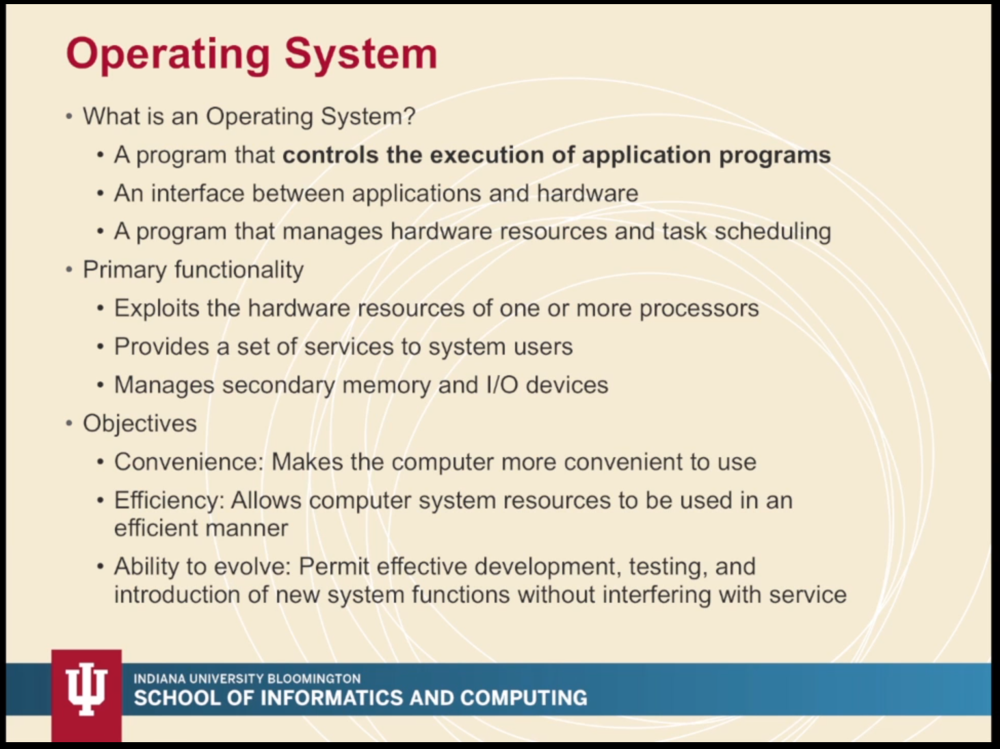 Operating System
• What is an Operating System?
• A program that controls the execution of application programs
• An interface between applications and hardware
• A program that manages hardware resources and task scheduling
• Primary functionality
• Exploits the hardware resources of one or more processors
• Provides a set of services to system users
• Manages secondary memory and I/O devices
• Objectives
• Convenience: Makes the computer more convenient to use
• Efficiency: Allows computer system resources to be used in an
efficient manner
• Ability to evolve: Permit effective development, testing, and
introduction of new system functions without interfering with service
INDIANA UNIVERSITY BLOOMINGTON
SCHOOL OF INFORMATICS AND COMPUTING